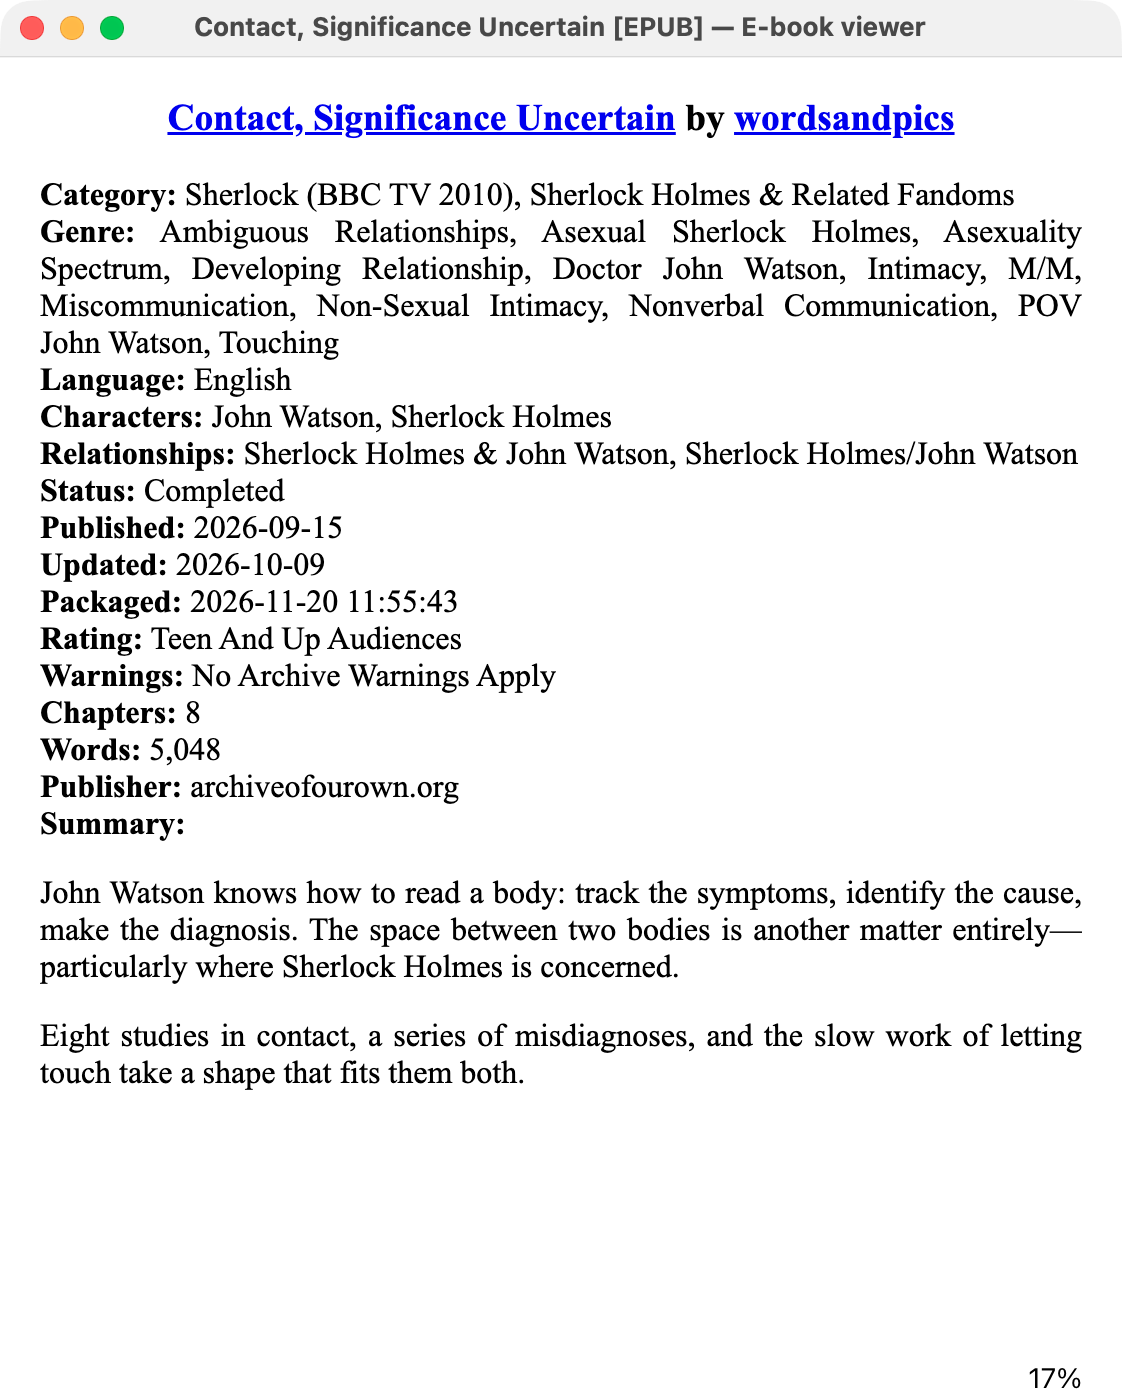 Contact, Significance Uncertain [EPUB] — E-book viewer
Contact, Significance Uncertain by wordsandpics
Category: Sherlock (BBC TV 2010), Sherlock Holmes & Related Fandoms
Genre: Ambiguous Relationships, Asexual Sherlock Holmes, Asexuality
Spectrum, Developing Relationship, Doctor John Watson, Intimacy, M/M,
Miscommunication, Non-Sexual Intimacy, Nonverbal Communication, POV
John Watson, Touching
Language: English
Characters: John Watson, Sherlock Holmes
Relationships: Sherlock Holmes & John Watson, Sherlock Holmes/John Watson
Status: Completed
Published: 2026-09-15
Updated: 2026-10-09
Packaged: 2026-11-20 11:55:43
Rating: Teen And Up Audiences
Warnings: No Archive Warnings Apply
Chapters: 8
Words: 5,048
Publisher: archiveofourown.org
Summary:
John Watson knows how to read a body: track the symptoms, identify the cause,
make the diagnosis. The space between two bodies is another matter entirely—
particularly where Sherlock Holmes is concerned.
Eight studies in contact, a series of misdiagnoses, and the slow work of letting
touch take a shape that fits them both.
17%